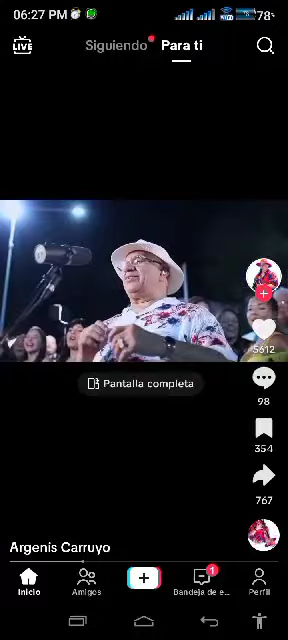 06:27 PM
78%
LIVE
Siguiendo
Para ti
5612
Pantalla completa
98
354
767
Argenis Carruyo
1
Inicio
Amigos
Bandeja de e...
Perfil